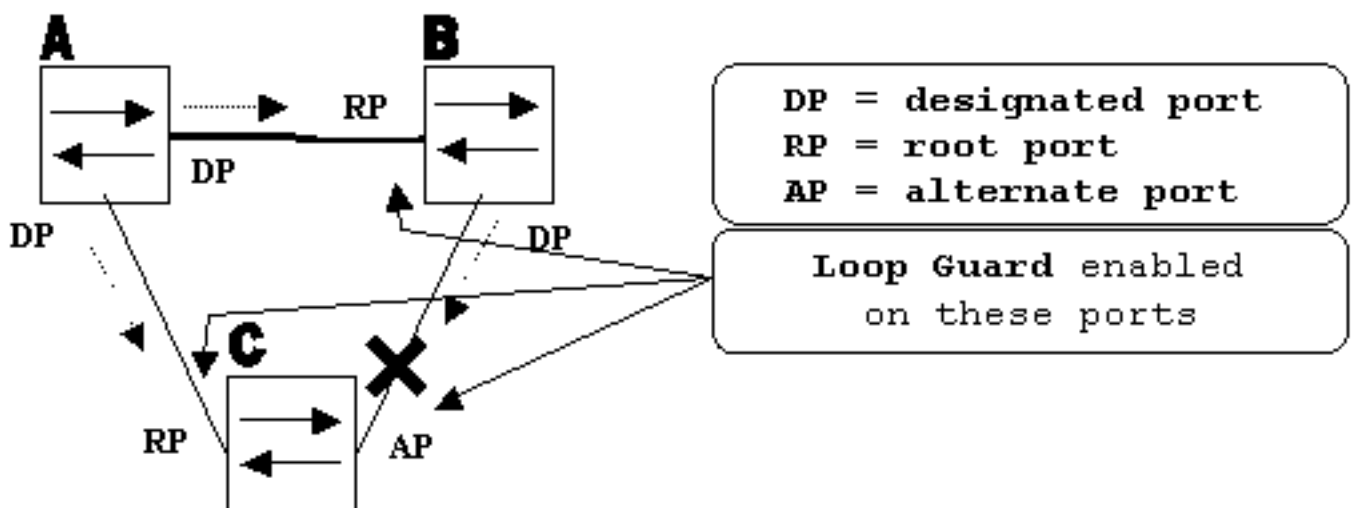 A
B
RP
DP
DP
DP
C
RP
AP
DP = designated port
RP = root port
AP = alternate port
Loop Guard enabled
on these ports